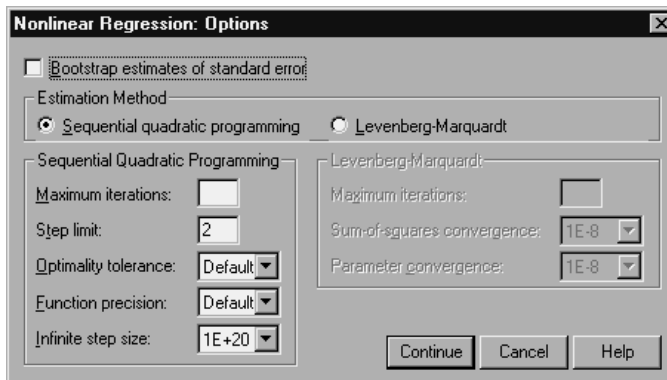 Nonlinear Regression: Options
Bootstrap estimates of standard error
Estimation Method
Sequential quadratic programming
Levenberg-Marquardt
Sequential Quadratic Programming
Maximum iterations:
Step limit: 2
Optimality tolerance: Default
Function precision: Default
Infinite step size: 1E+20
Levenberg-Marquardt
Maximum iterations:
Sum-of-squares convergence: 1E-8
Parameter convergence: 1E-8
Continue
Cancel
Help